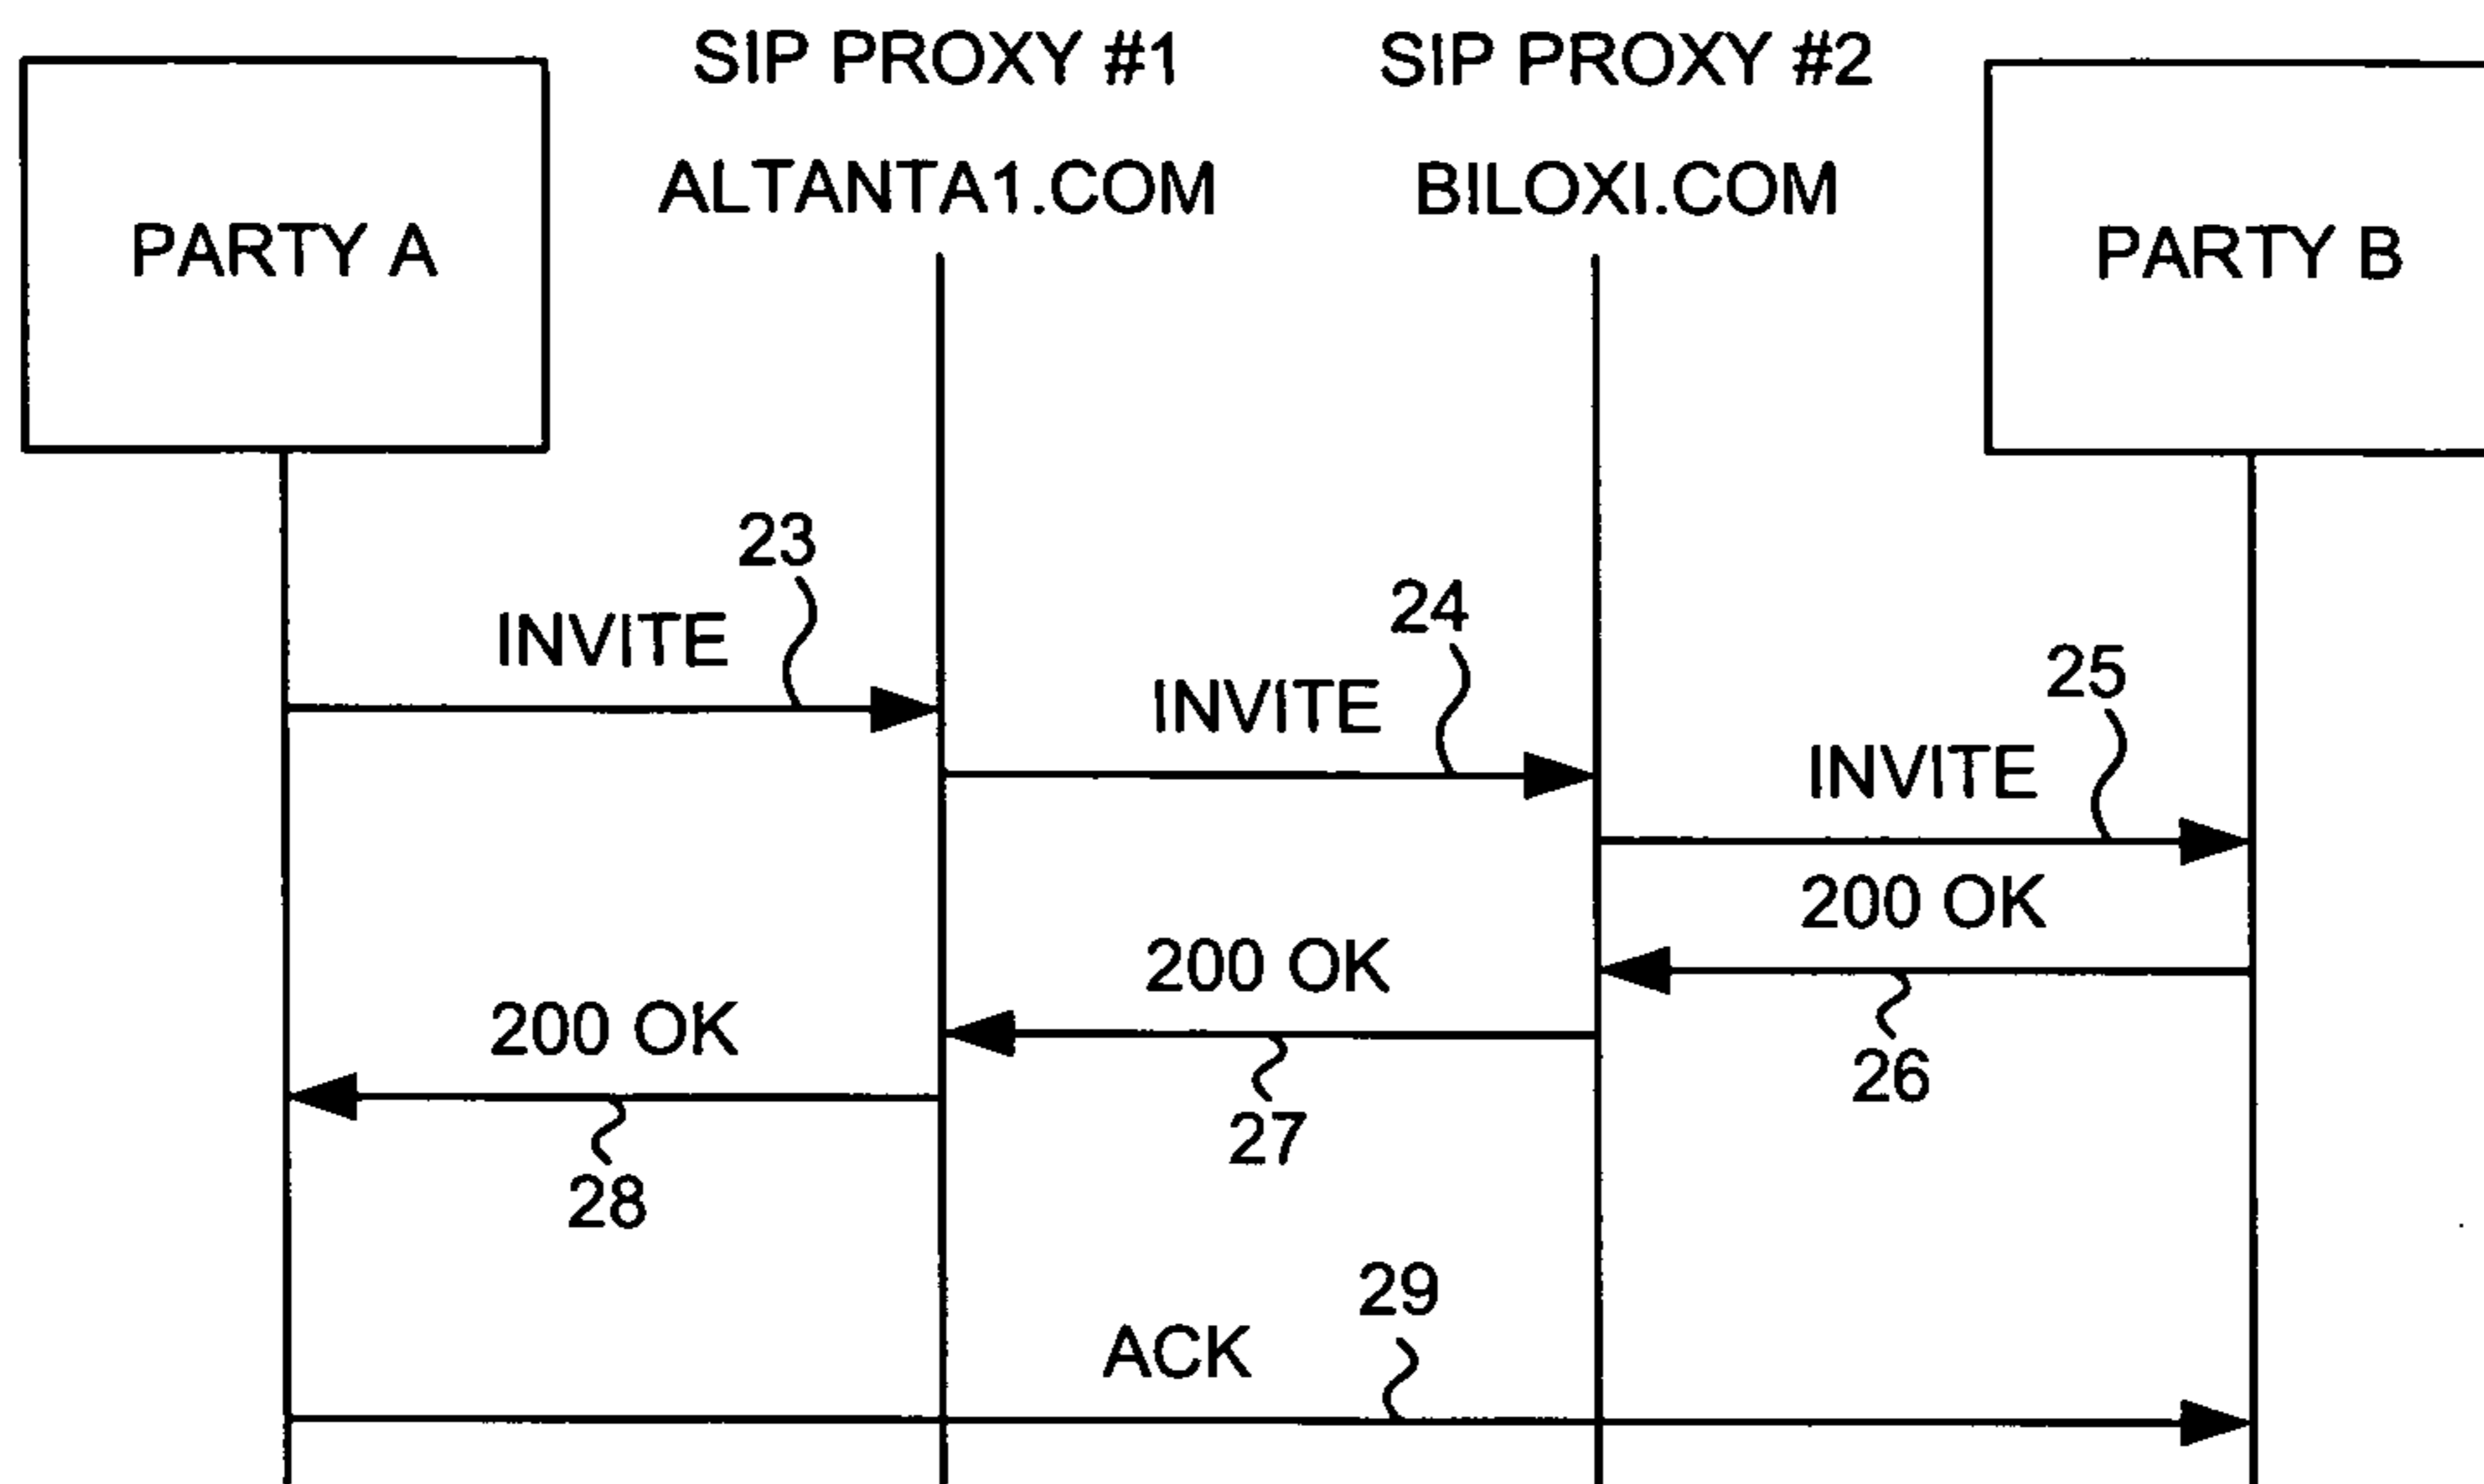 SIP PROXY #1
SIP PROXY #2
ALTANTA1.COM
BILOXI.COM
PARTY A
PARTY B
23
INVITE
24
INVITE
25
INVITE
200 OK
26
200 OK
27
200 OK
28
29
ACK